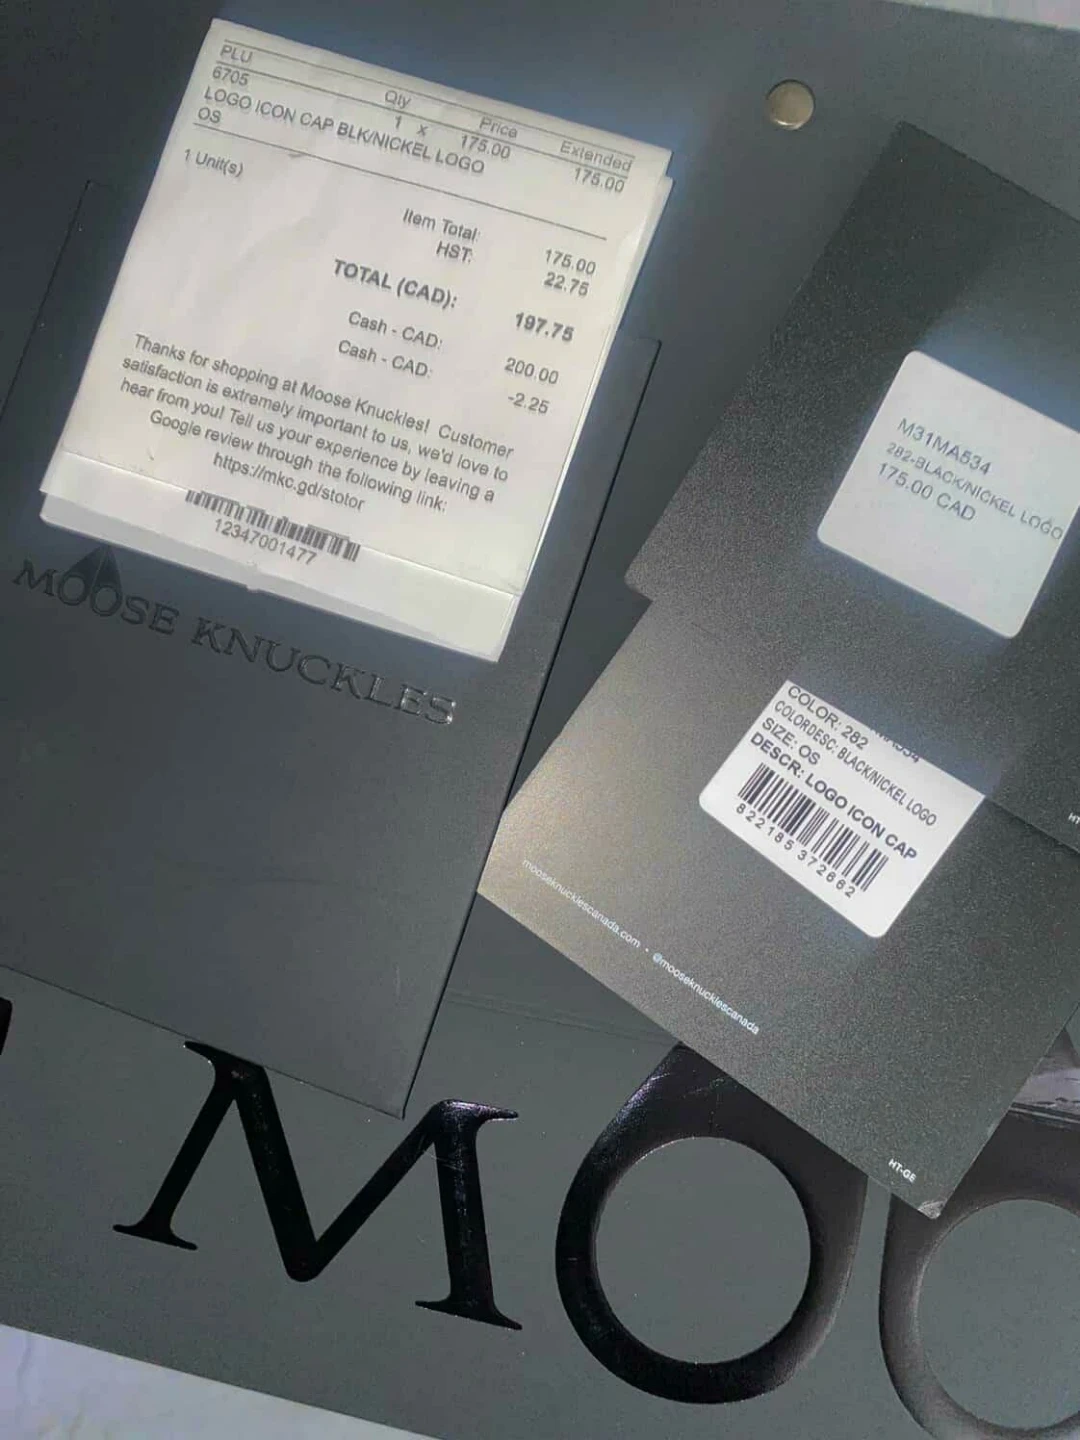 PLU Qty Price Extended
6705 1 x 175.00 175.00
LOGO ICON CAP BLK/NICKEL LOGO
OS
1 Unit(s)
Item Total: 175.00
HST: 22.75
TOTAL (CAD): 197.75
Cash - CAD: 200.00
Cash - CAD: -2.25
Thanks for shopping at Moose Knuckles! Customer
satisfaction is extremely important to us, we'd love to
hear from you! Tell us your experience by leaving a
Google review through the following link:
https://mkc.gd/stotor
12347001477
MOOSE KNUCKLES
M31MA534
282-BLACK/NICKEL LOGO
175.00 CAD
COLOR: 282
COLORDESC: BLACK/NICKEL LOGO
SIZE: OS
DESCR: LOGO ICON CAP
822185372662
mooseknucklescanada.com • @mooseknucklescanada
HT-GE
HT
MO